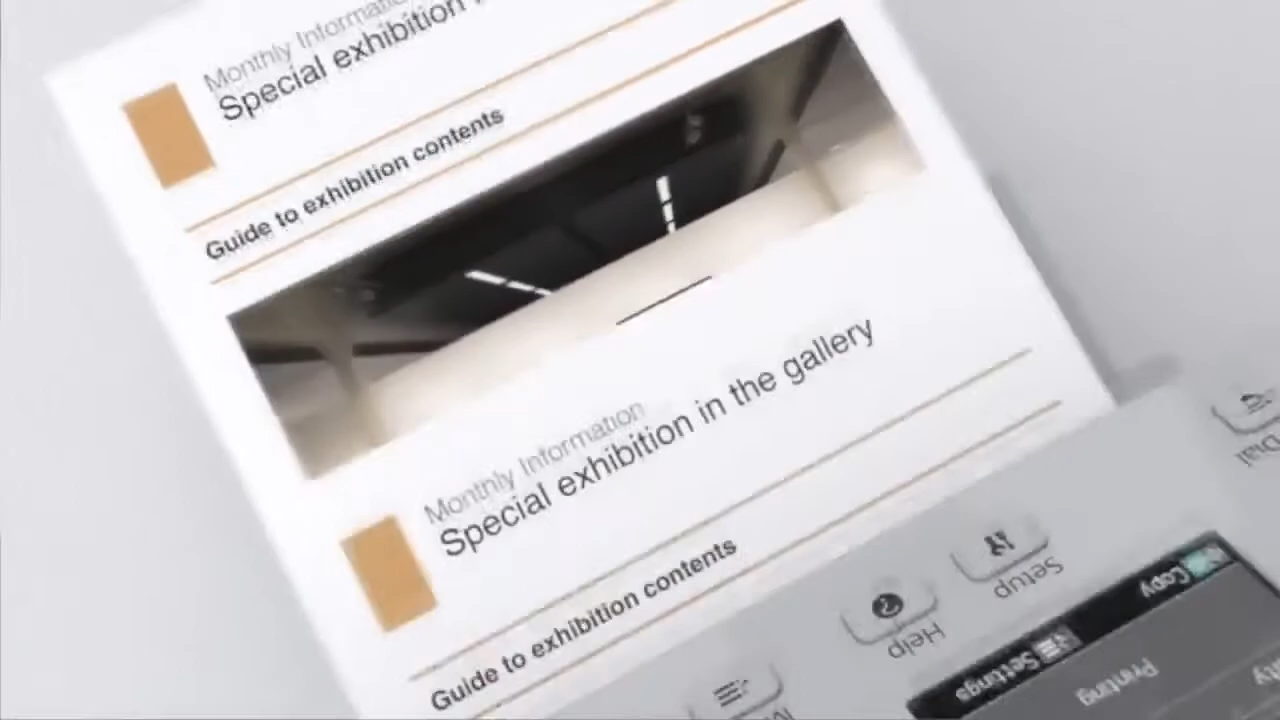 Monthly Information
Special exhibition
Guide to exhibition contents
Monthly Information
Special exhibition in the gallery
Guide to exhibition contents
Dial
Setup
Help
Copy
Settings
Printing